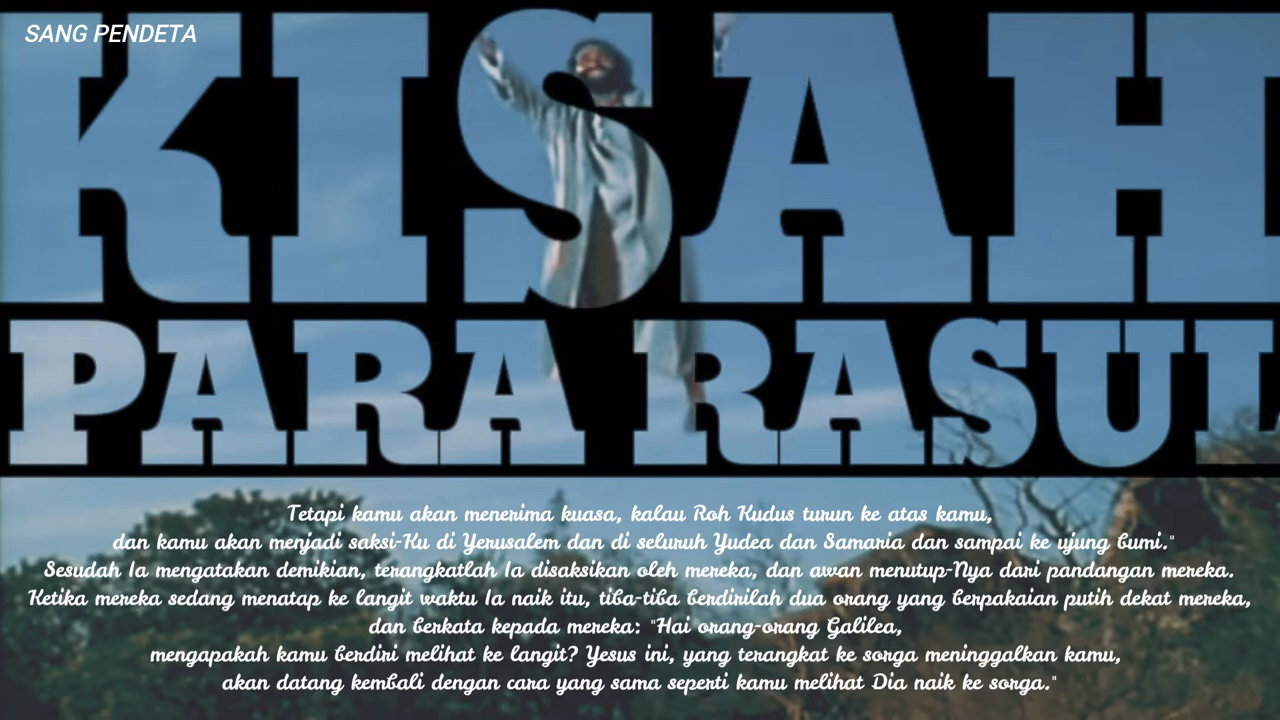 SANG PENDETA
KISAH
PARA RASUL
Tetapi kamu akan menerima kuasa, kalau Roh Kudus turun ke atas kamu,
dan kamu akan menjadi saksi-Ku di Yerusalem dan di seluruh Yudea dan Samaria dan sampai ke ujung bumi."
Sesudah Ia mengatakan demikian, terangkatlah Ia disaksikan oleh mereka, dan awan menutup-Nya dari pandangan mereka.
Ketika mereka sedang menatap ke langit waktu Ia naik itu, tiba-tiba berdirilah dua orang yang berpakaian putih dekat mereka,
dan berkata kepada mereka: "Hai orang-orang Galilea,
mengapakah kamu berdiri melihat ke langit? Yesus ini, yang terangkat ke sorga meninggalkan kamu,
akan datang kembali dengan cara yang sama seperti kamu melihat Dia naik ke sorga."